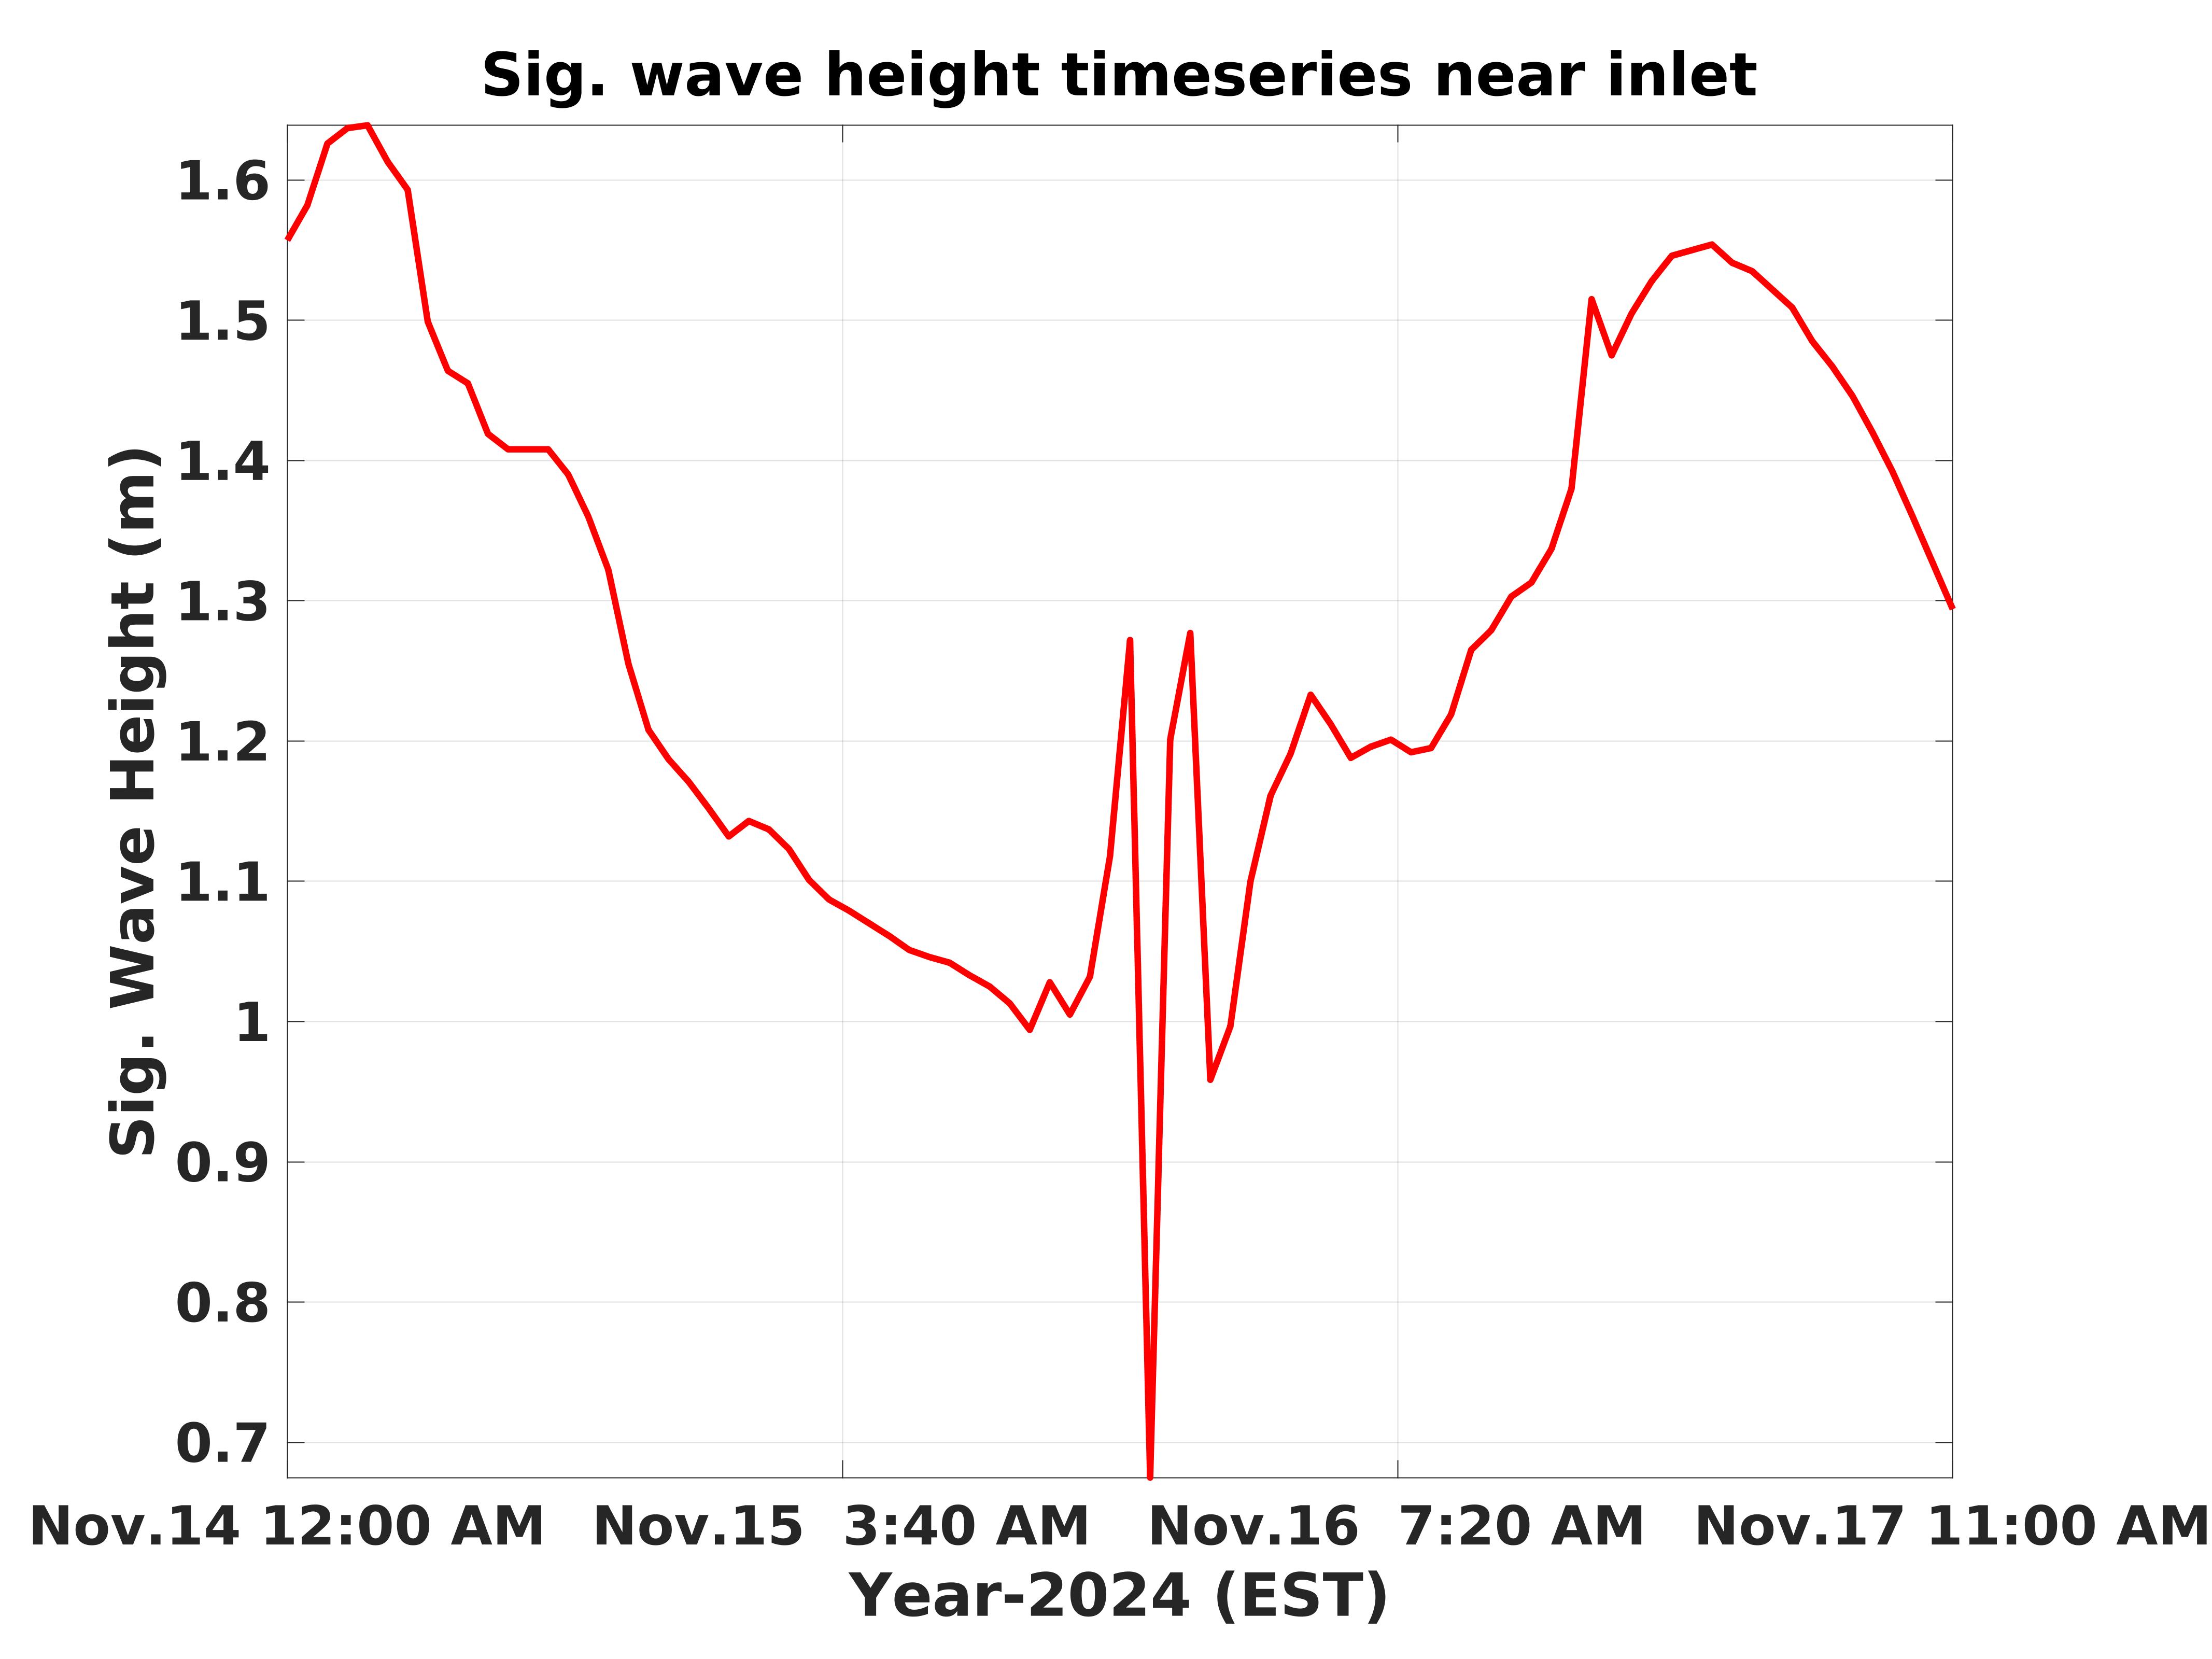 Sig. wave height timeseries near inlet
Sig. Wave Height (m)
1.6
1.5
1.4
1.3
1.2
1.1
1
0.9
0.8
0.7
Nov.14 12:00 AM Nov.15 3:40 AM Nov.16 7:20 AM Nov.17 11:00 AM
Year-2024 (EST)